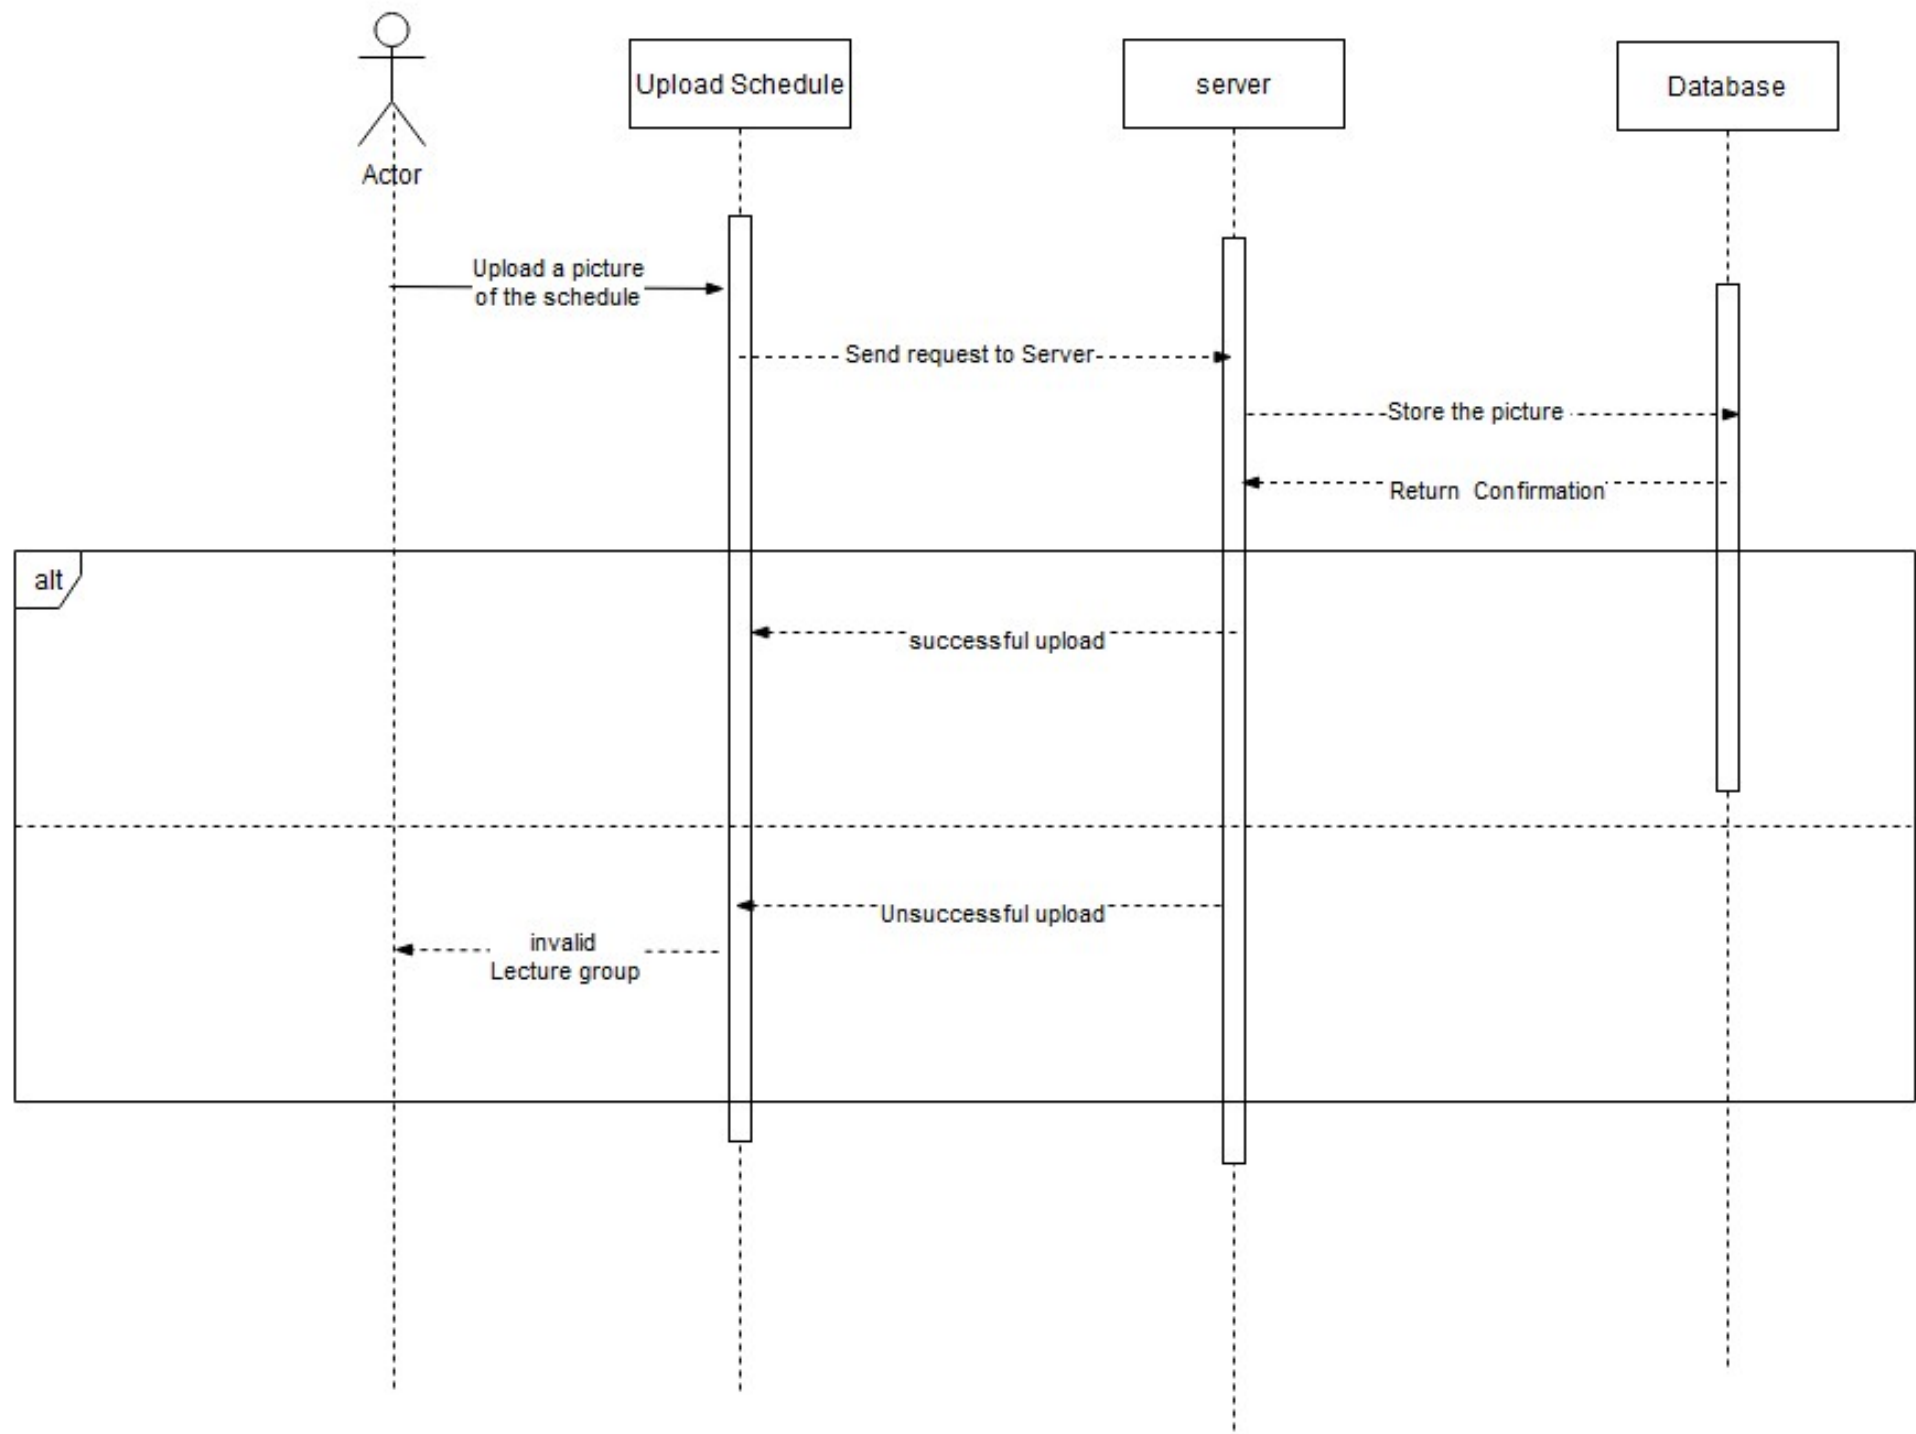 Upload Schedule
server
Database
Actor
Upload a picture
of the schedule
Send request to Server
Store the picture
Return  Confirmation
alt
successful upload
Unsuccessful upload
invalid
Lecture group